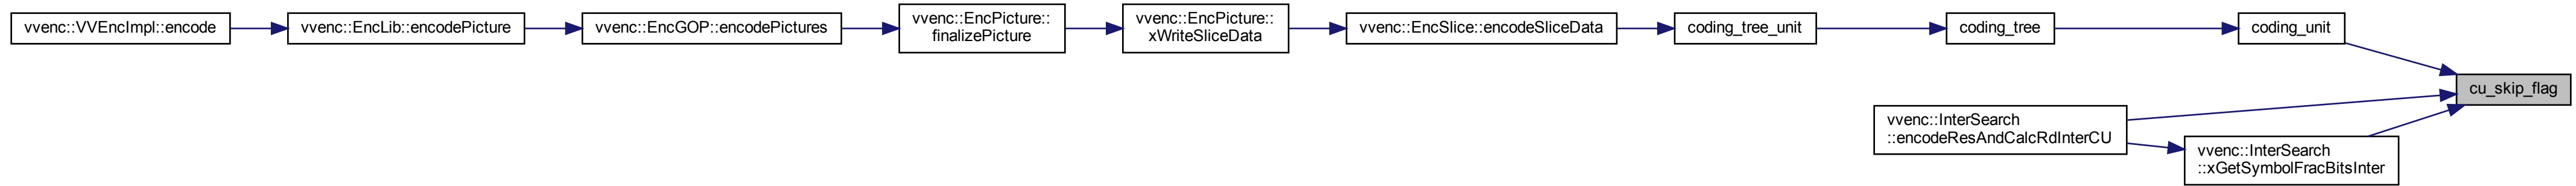 vvenc::VVEncImpl::encode
vvenc::EncLib::encodePicture
vvenc::EncGOP::encodePictures
vvenc::EncPicture::
finalizePicture
vvenc::EncPicture::
xWriteSliceData
vvenc::EncSlice::encodeSliceData
coding_tree_unit
coding_tree
coding_unit
cu_skip_flag
vvenc::InterSearch
::encodeResAndCalcRdInterCU
vvenc::InterSearch
::xGetSymbolFracBitsInter